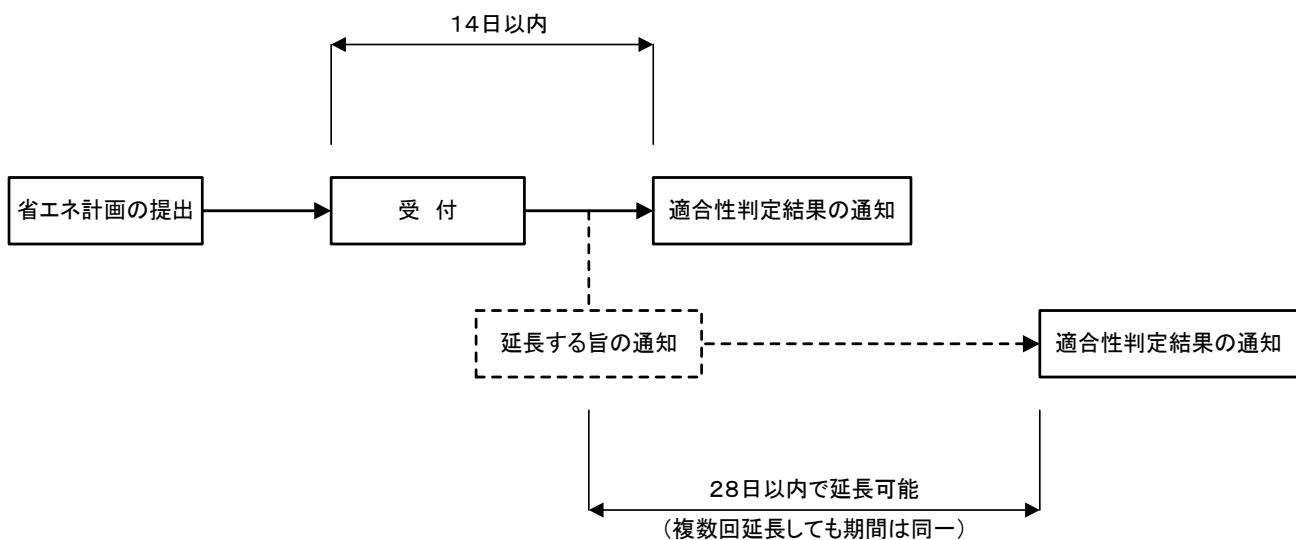 14日以内
省エネ計画の提出
受 付
適合性判定結果の通知
延長する旨の通知
適合性判定結果の通知
28日以内で延長可能
(複数回延長しても期間は同一)